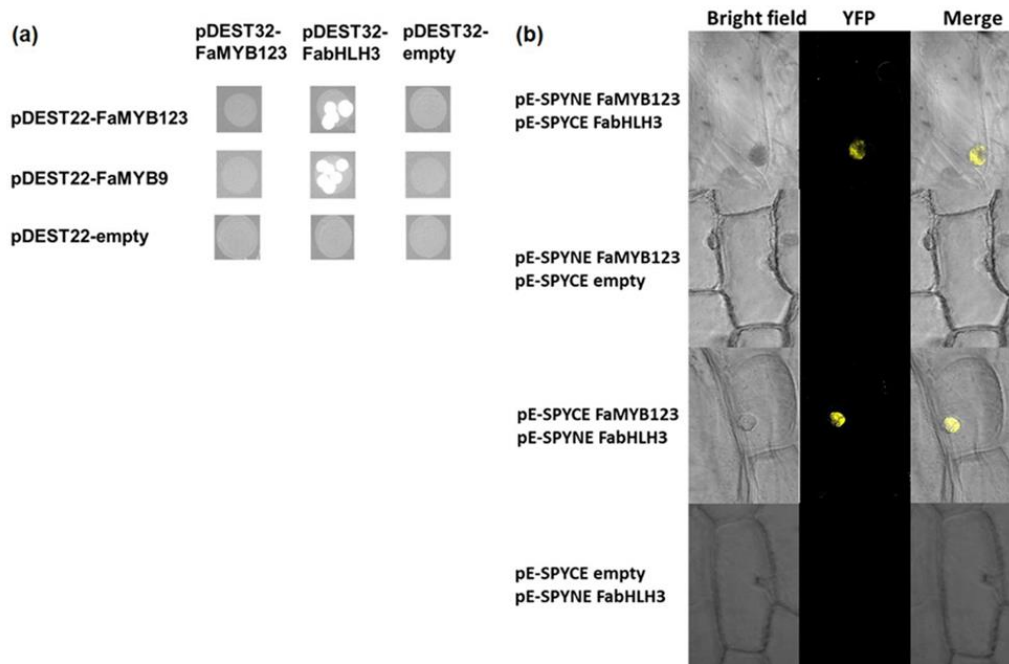 (a)
pDEST32-
FaMYB123
pDEST32-
FabHLH3
pDEST32-
empty
pDEST22-FaMYB123
pDEST22-FaMYB9
pDEST22-empty
(b)
Bright field YFP Merge
pE-SPYNE FaMYB123
pE-SPYCE FabHLH3
pE-SPYNE FaMYB123
pE-SPYCE empty
pE-SPYCE FaMYB123
pE-SPYNE FabHLH3
pE-SPYCE empty
pE-SPYNE FabHLH3